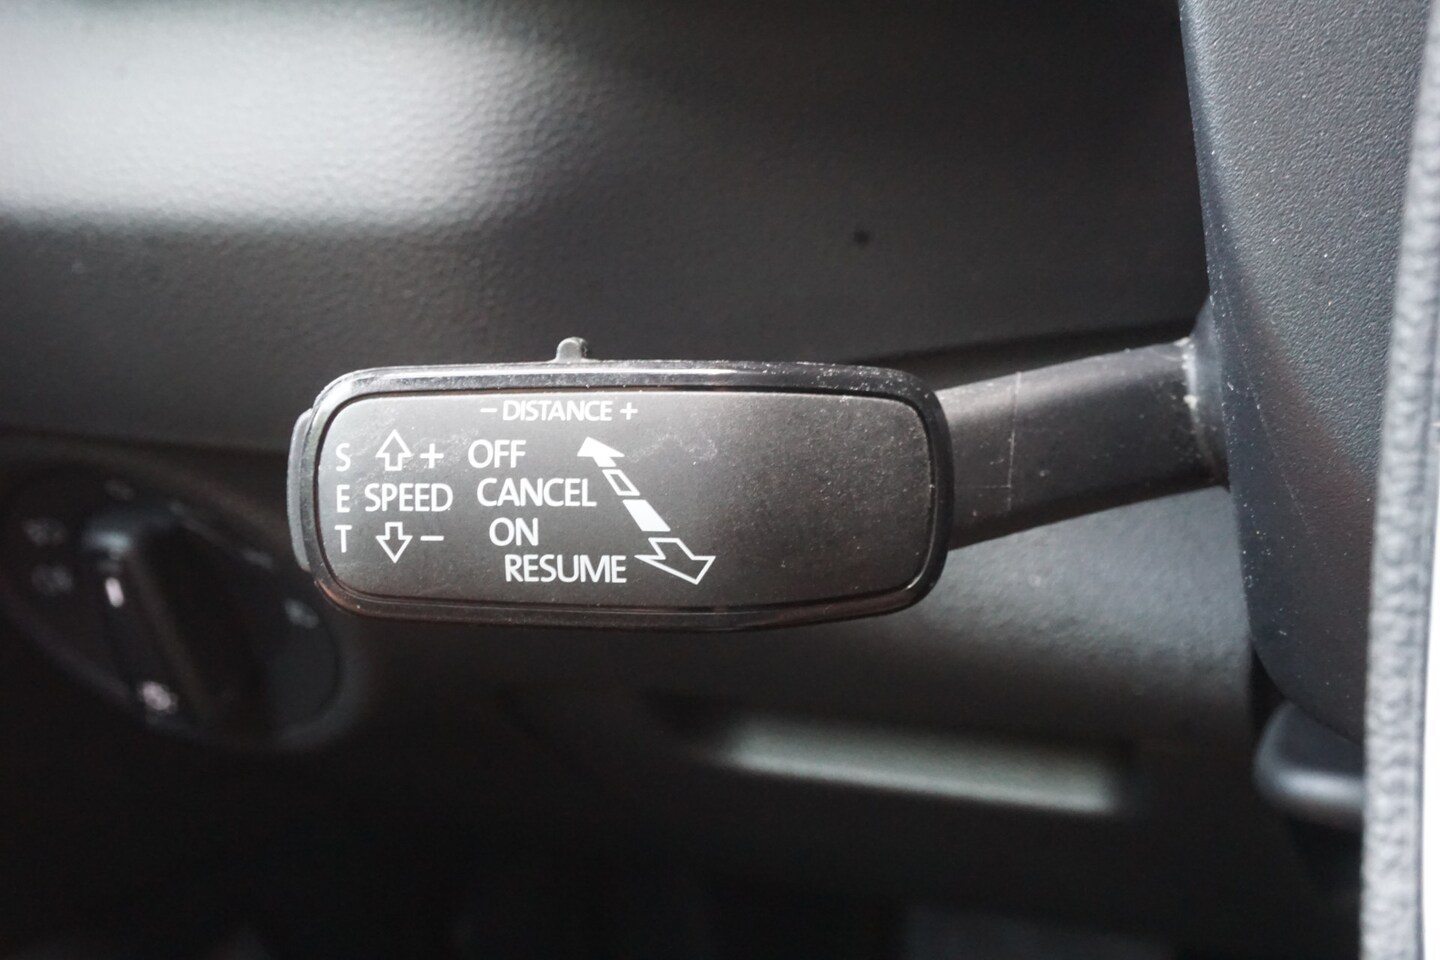 - DISTANCE +
S + OFF
E SPEED CANCEL
T - ON
RESUME